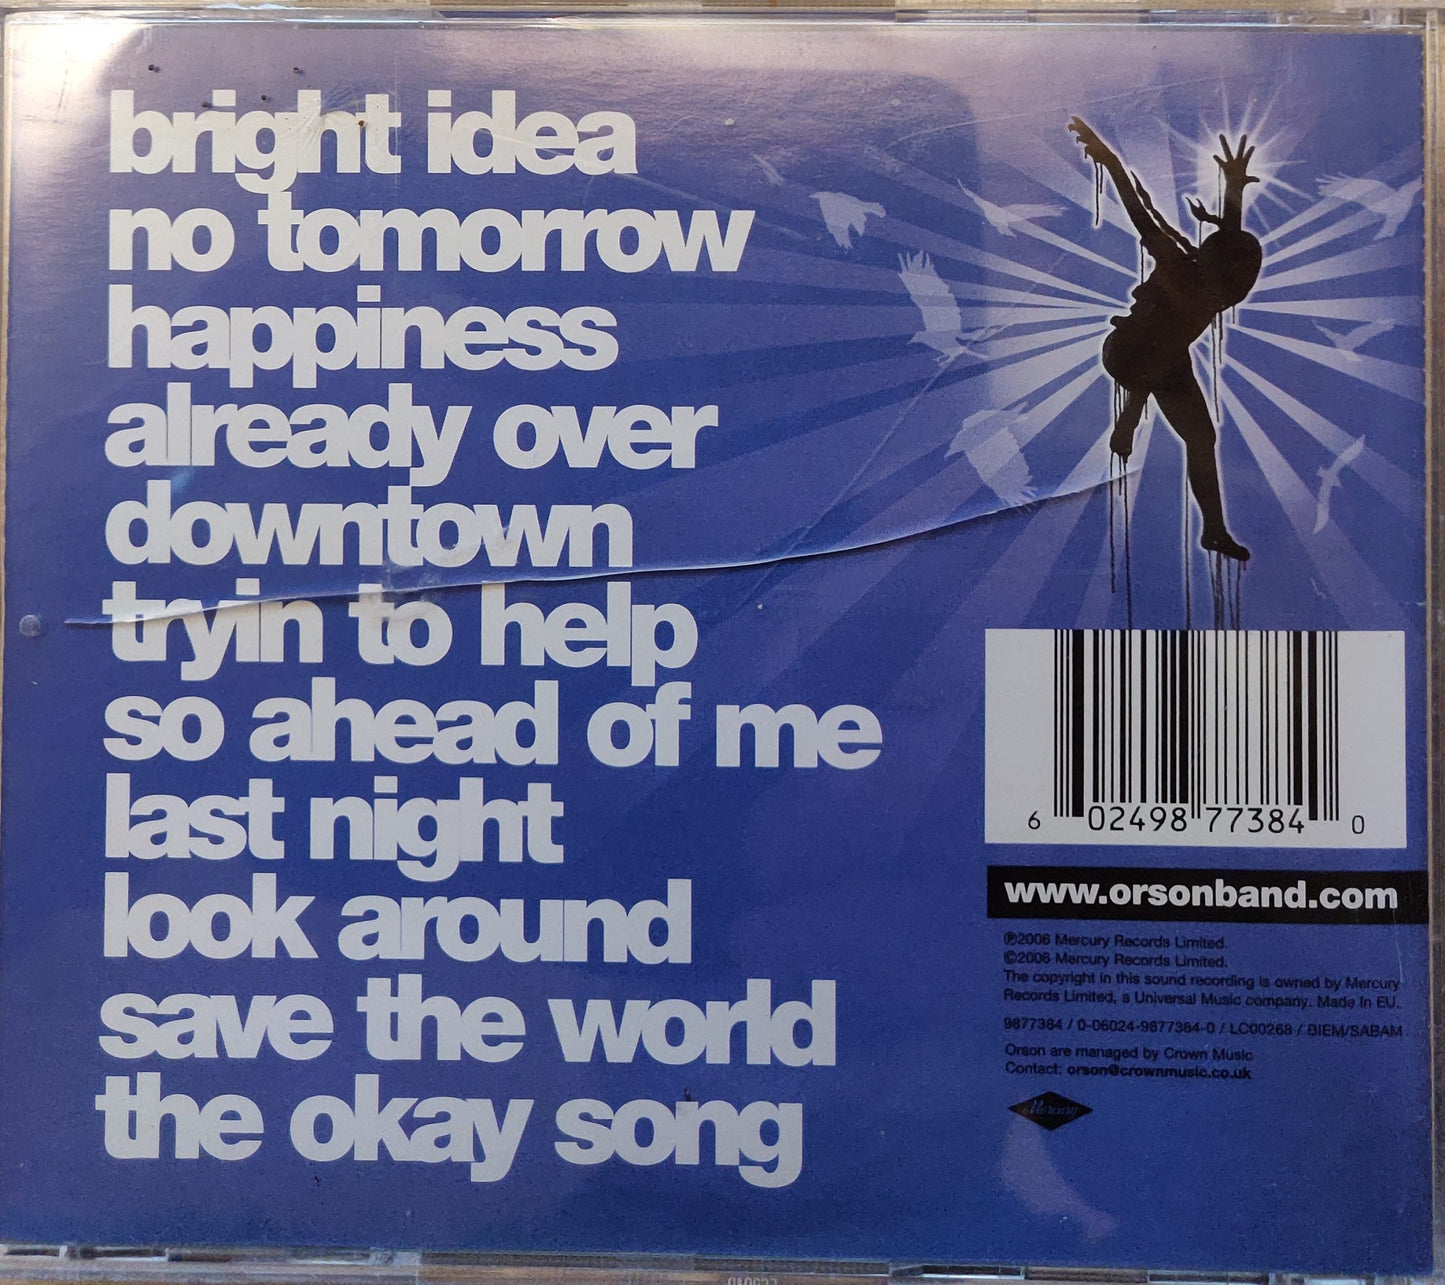 bright idea
no tomorrow
happiness
already over
downtown
tryin to help
so ahead of me
last night
look around
save the world
the okay song
6 02498 77384 0
www.orsonband.com
℗2006 Mercury Records Limited.
©2006 Mercury Records Limited.
The copyright in this sound recording is owned by Mercury
Records Limited, a Universal Music company. Made In EU.
9877384 / 0-06024-9877384-0 / LC00268 / BIEM/SABAM
Orson are managed by Crown Music
Contact: orson@crownmusic.co.uk
Mercury